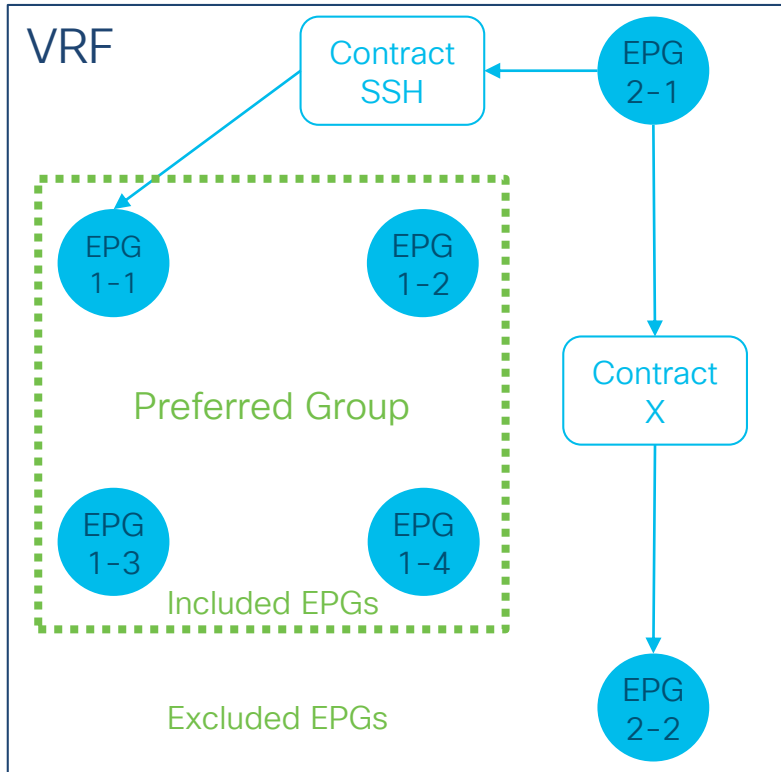 VRF
Contract
SSH
EPG
2-1
EPG
1-1
EPG
1-2
Contract
X
Preferred Group
EPG
1-3
EPG
1-4
Included EPGs
Excluded EPGs
EPG
2-2